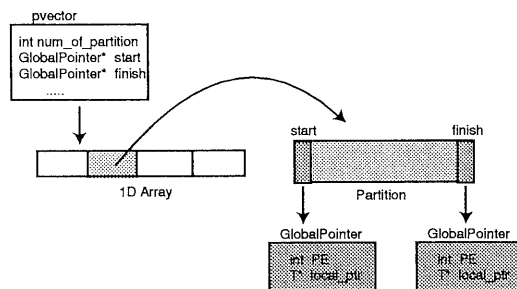 pvector
int num_of_partition
GlobalPointer* start
GlobalPointer* finish
.....
start
finish
1D Array
Partition
GlobalPointer
GlobalPointer
int PE
T* local_ptr
int PE
T* local_ptr